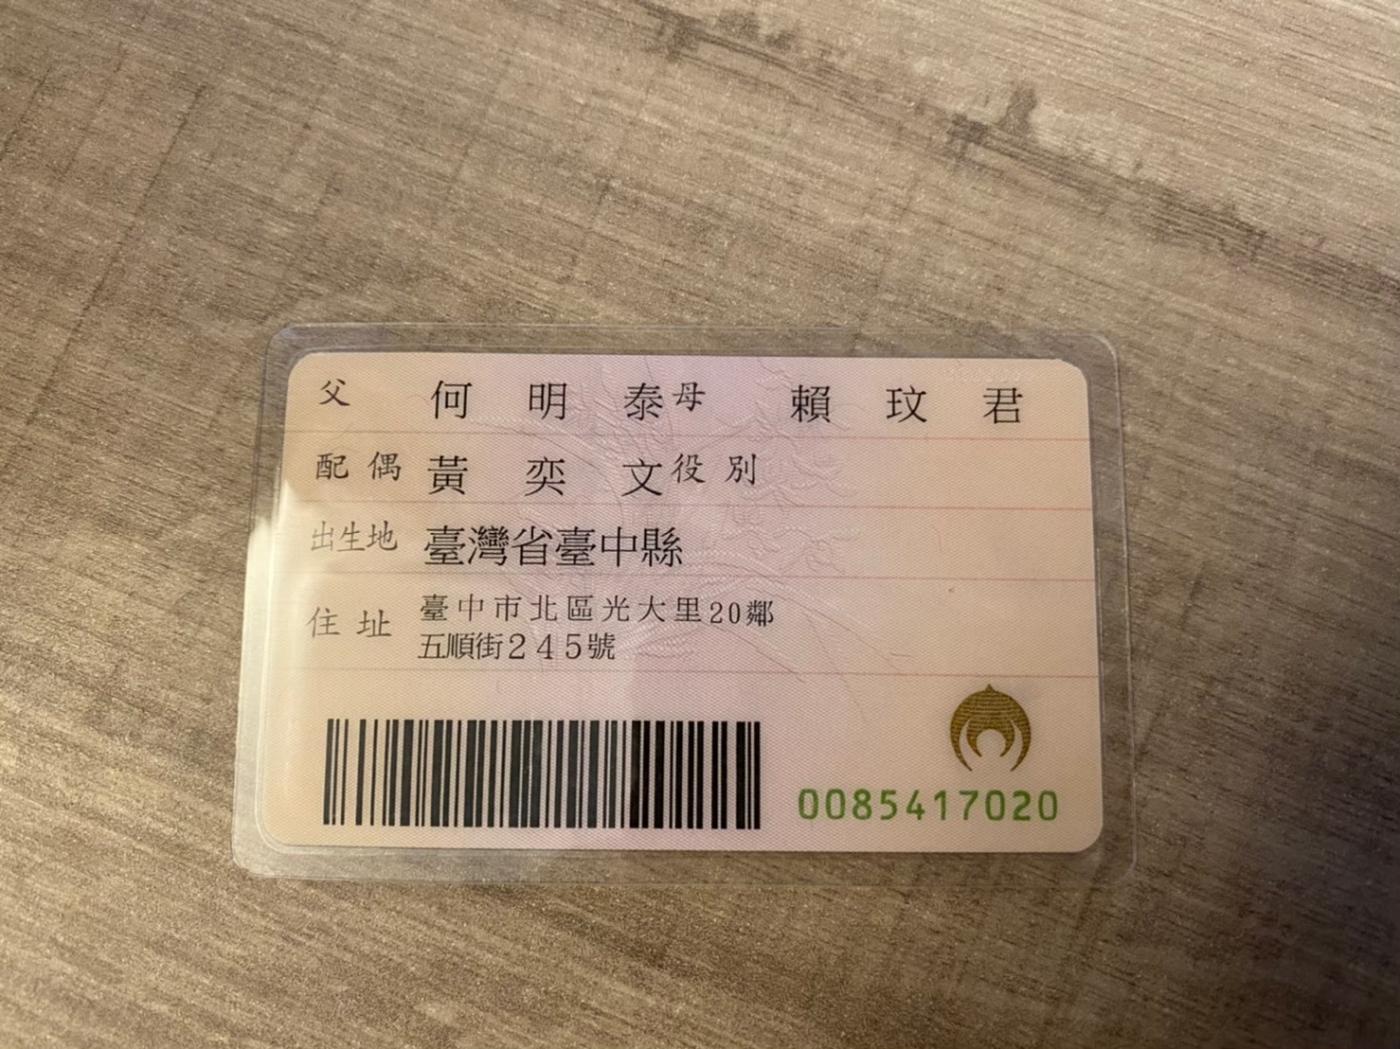 父 何明泰 母 賴玟君
配偶 黃奕文 役別
出生地 臺灣省臺中縣
住址 臺中市北區光大里20鄰
五順街245號
0085417020